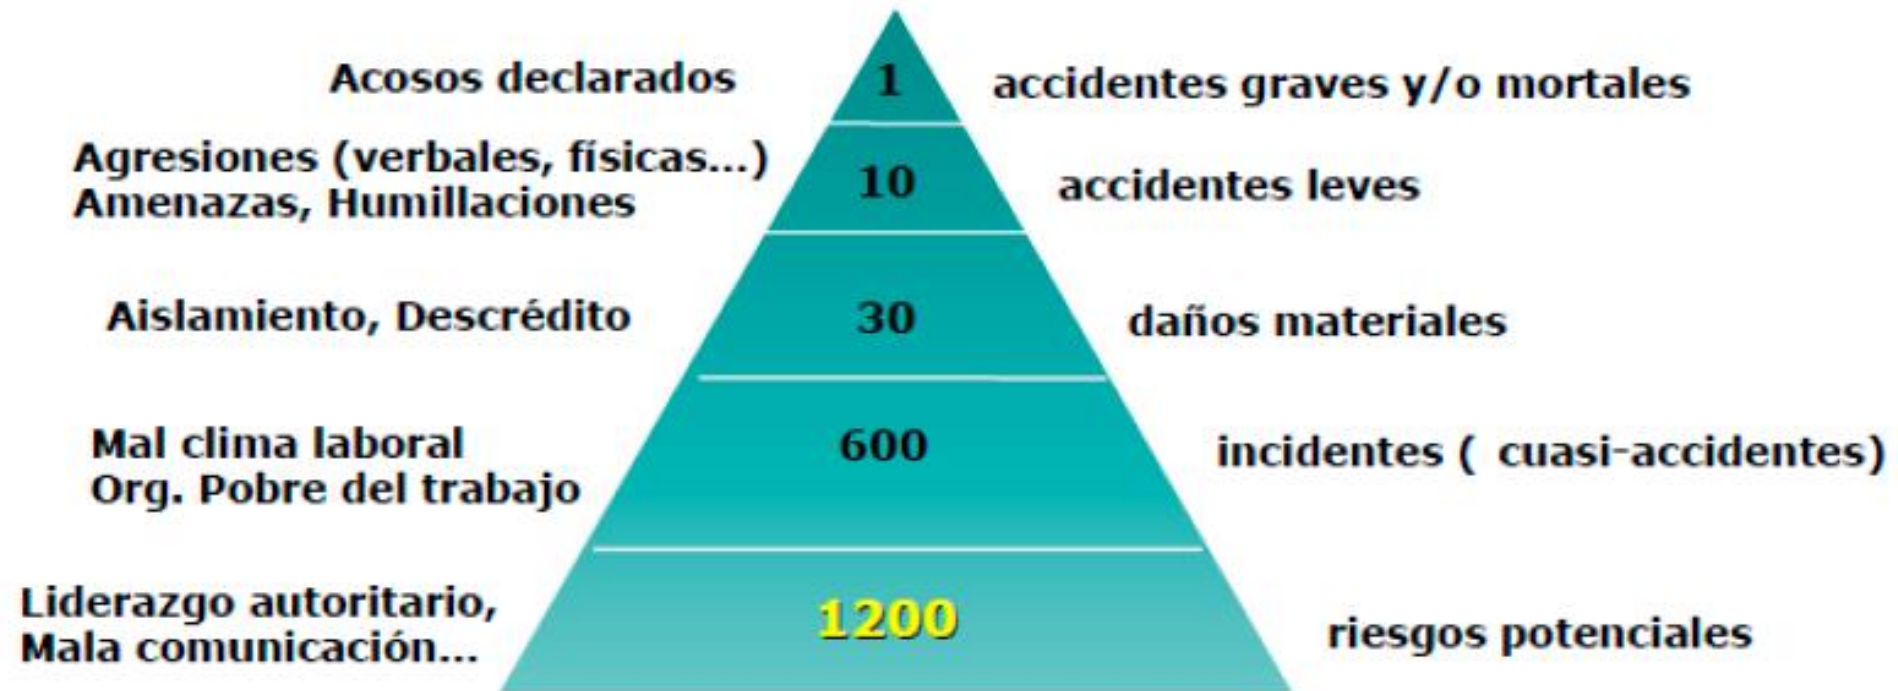 Acosos declarados
1
accidentes graves y/o mortales
Agresiones (verbales, físicas...)
Amenazas, Humillaciones
10
accidentes leves
Aislamiento, Descrédito
30
daños materiales
Mal clima laboral
Org. Pobre del trabajo
600
incidentes ( cuasi-accidentes)
Liderazgo autoritario,
Mala comunicación...
1200
riesgos potenciales